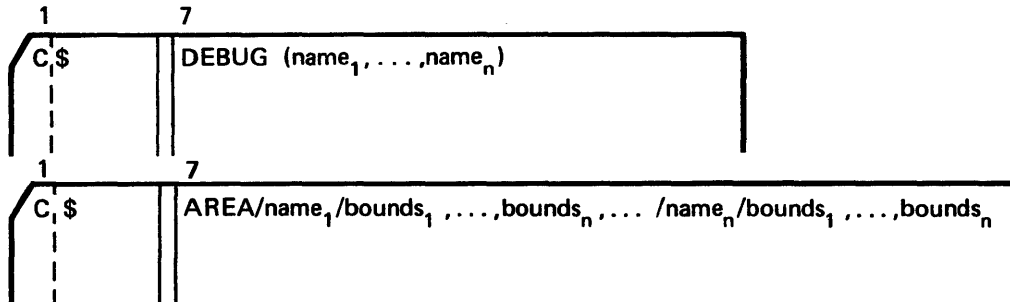 1 7
C $ DEBUG (name₁, . . . ,nameₙ)
1 7
C $ AREA/name₁/bounds₁ , . . . ,boundsₙ, . . . /nameₙ/bounds₁ , . . . ,boundsₙ